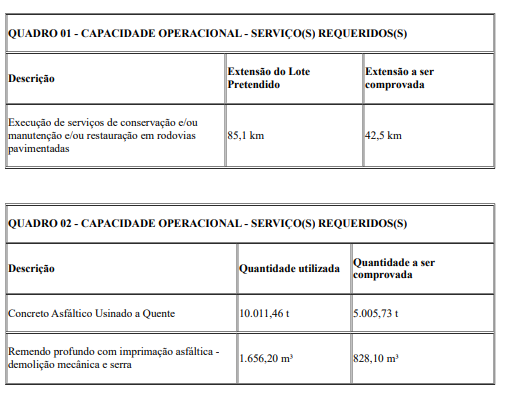 QUADRO 01 - CAPACIDADE OPERACIONAL - SERVIÇO(S) REQUERIDOS(S)
Descrição
Extensão do Lote
Pretendido
Extensão a ser
comprovada
Execução de serviços de conservação e/ou
manutenção e/ou restauração em rodovias
pavimentadas
85,1 km
42,5 km
QUADRO 02 - CAPACIDADE OPERACIONAL - SERVIÇO(S) REQUERIDOS(S)
Descrição
Quantidade utilizada
Quantidade a ser
comprovada
Concreto Asfáltico Usinado a Quente
10.011,46 t
5.005,73 t
Remendo profundo com imprimação asfáltica -
demolição mecânica e serra
1.656,20 m³
828,10 m³